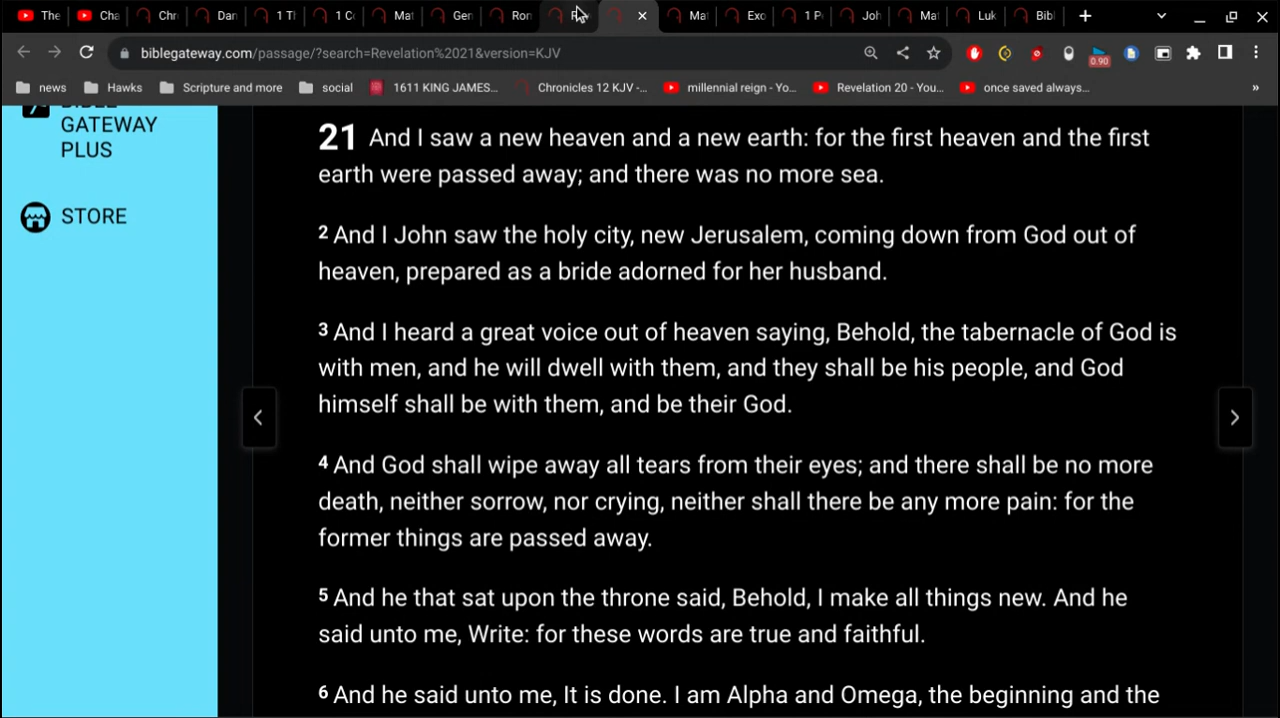 The Cha Chr Dan 1 T 1 C Mat Ger Ron Mat Exo 1 P Joh Mat Luk Bibl
biblegateway.com/passage/?search=Revelation%2021&version=KJV
0.90
news Hawks Scripture and more social 1611 KING JAMES... Chronicles 12 KJV -... millennial reign - Yo... Revelation 20 - You... once saved always... »
GATEWAY
PLUS
STORE
21 And I saw a new heaven and a new earth: for the first heaven and the first
earth were passed away; and there was no more sea.
2 And I John saw the holy city, new Jerusalem, coming down from God out of
heaven, prepared as a bride adorned for her husband.
3 And I heard a great voice out of heaven saying, Behold, the tabernacle of God is
with men, and he will dwell with them, and they shall be his people, and God
himself shall be with them, and be their God.
4 And God shall wipe away all tears from their eyes; and there shall be no more
death, neither sorrow, nor crying, neither shall there be any more pain: for the
former things are passed away.
5 And he that sat upon the throne said, Behold, I make all things new. And he
said unto me, Write: for these words are true and faithful.
6 And he said unto me, It is done. I am Alpha and Omega, the beginning and the